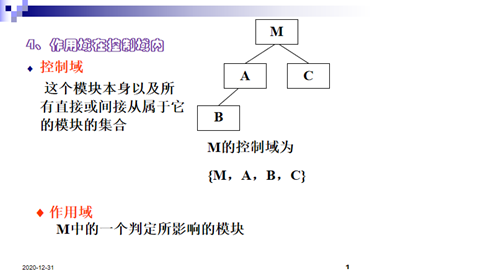 4、作用域在控制域内
控制域
这个模块本身以及所
有直接或间接从属于它
的模块的集合
M
A
C
B
M的控制域为
{M，A，B，C}
作用域
M中的一个判定所影响的模块
2020-12-31
1